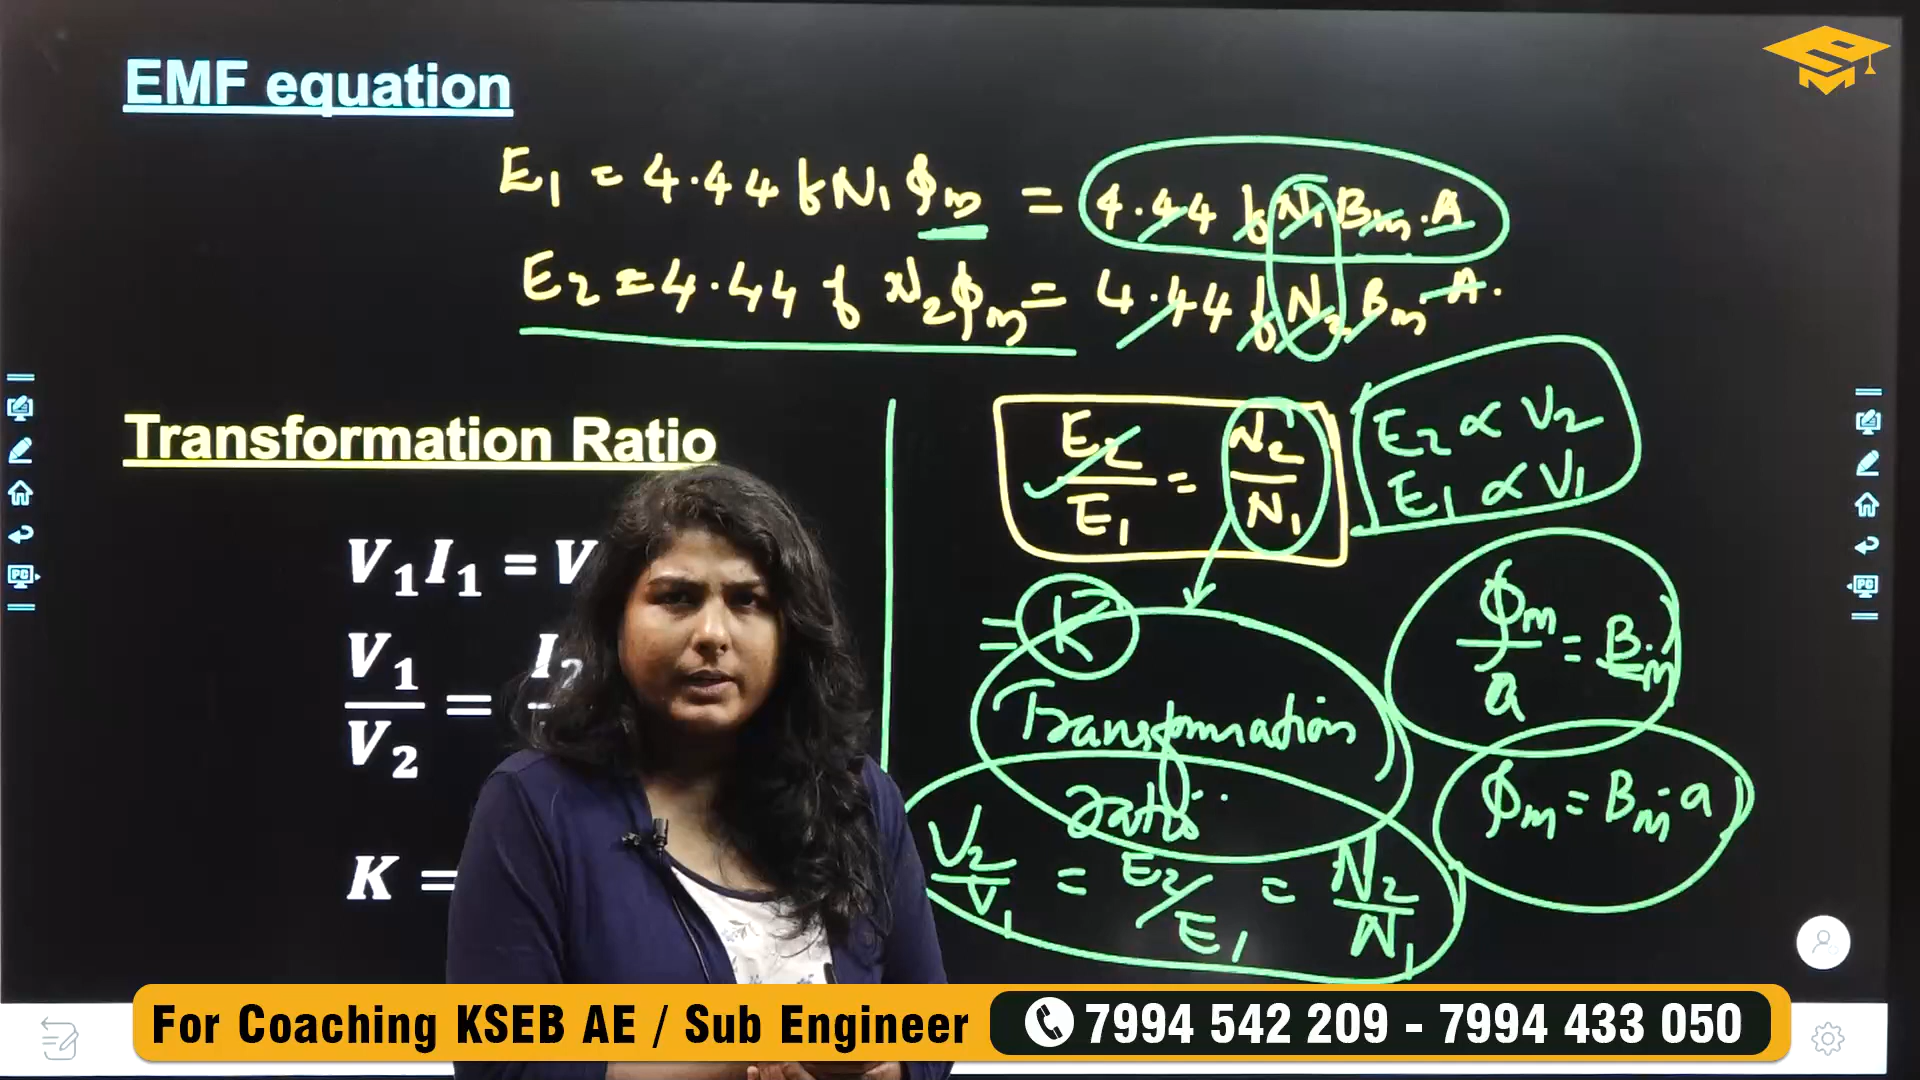 EMF equation
E1 = 4.44 f N1 ϕm = 4.44 f N1 Bm . A
E2 = 4.44 f N2 ϕm = 4.44 f N2 Bm . A .
Transformation Ratio
E2/E1 = N2/N1
E2 ∝ V2
E1 ∝ V1
V1I1 = V
= K
ϕm/a = Bm
V1/V2 = I2
Transformation
ratio
ϕm = Bm . a
K =
V2/V1 = E2/E1 = N2/N1
For Coaching KSEB AE / Sub Engineer
7994 542 209 - 7994 433 050
PC
PC